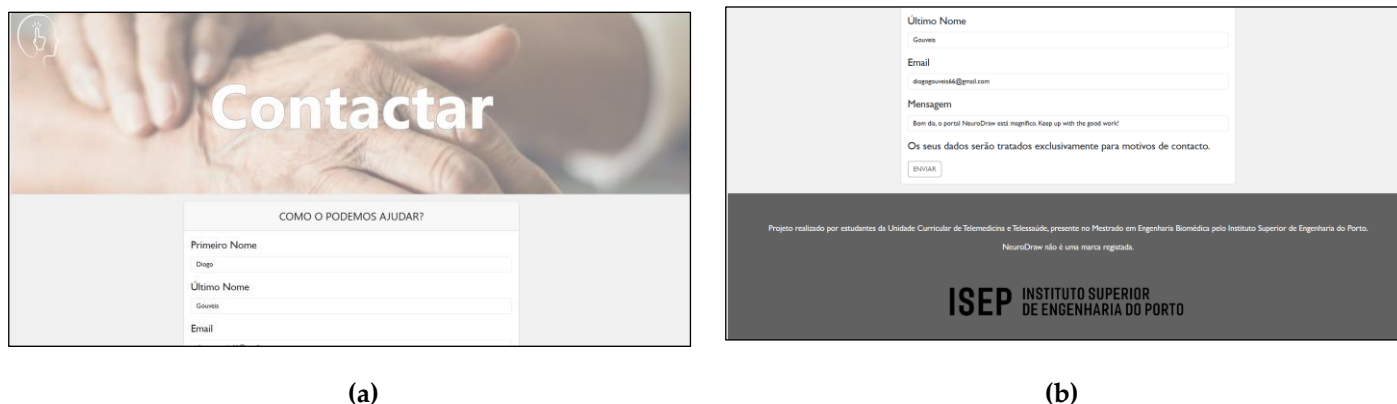 Contactar
COMO O PODEMOS AJUDAR?
Primeiro Nome
Diogo
Último Nome
Gouveia
Email
(a)
Último Nome
Gouveia
Email
diogogouveia66@gmail.com
Mensagem
Bom dia, o portal NeuroDraw está magnífico. Keep up with the good work!
Os seus dados serão tratados exclusivamente para motivos de contacto.
ENVIAR
Projeto realizado por estudantes da Unidade Curricular de Telemedicina e Telessaúde, presente no Mestrado em Engenharia Biomédica pelo Instituto Superior de Engenharia do Porto.
NeuroDraw não é uma marca registada.
ISEP INSTITUTO SUPERIOR
DE ENGENHARIA DO PORTO
(b)